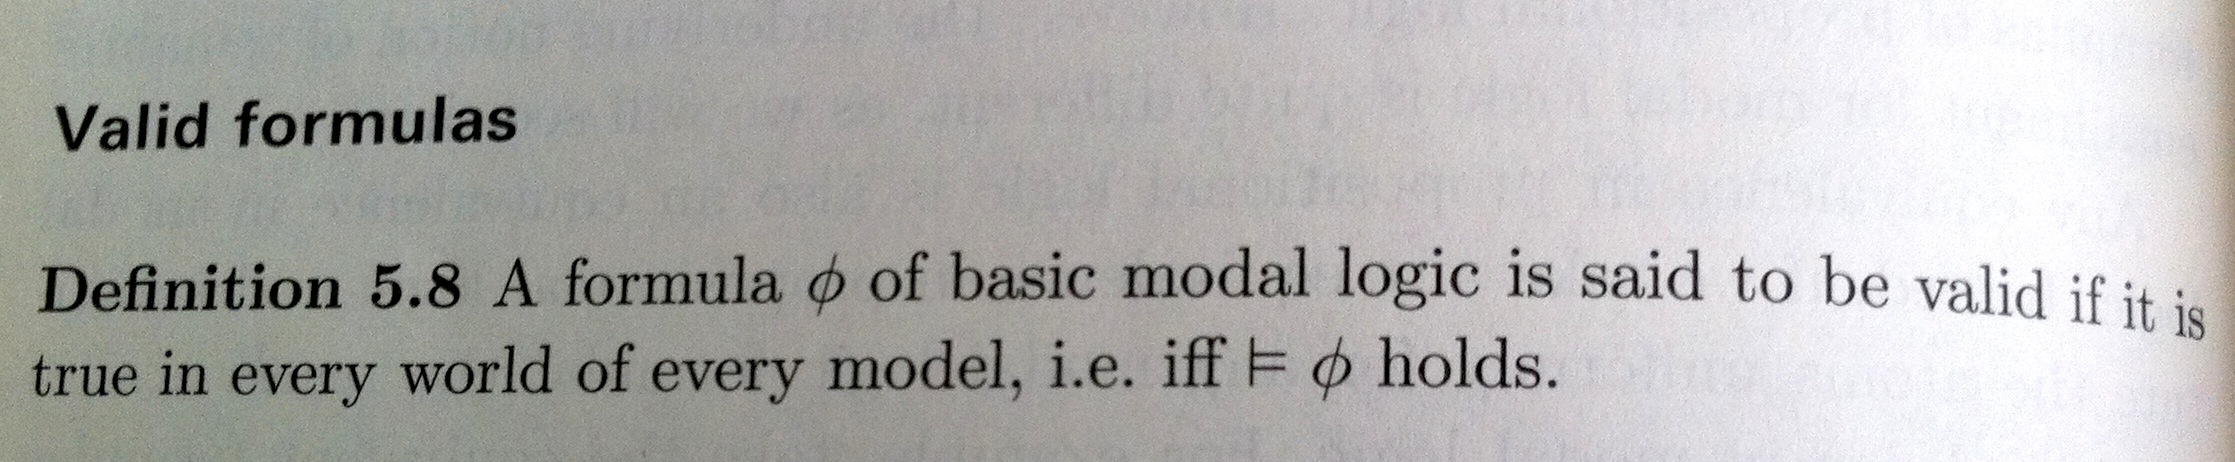 Valid formulas
Definition 5.8 A formula ϕ of basic modal logic is said to be valid if it is
true in every world of every model, i.e. iff ⊨ ϕ holds.